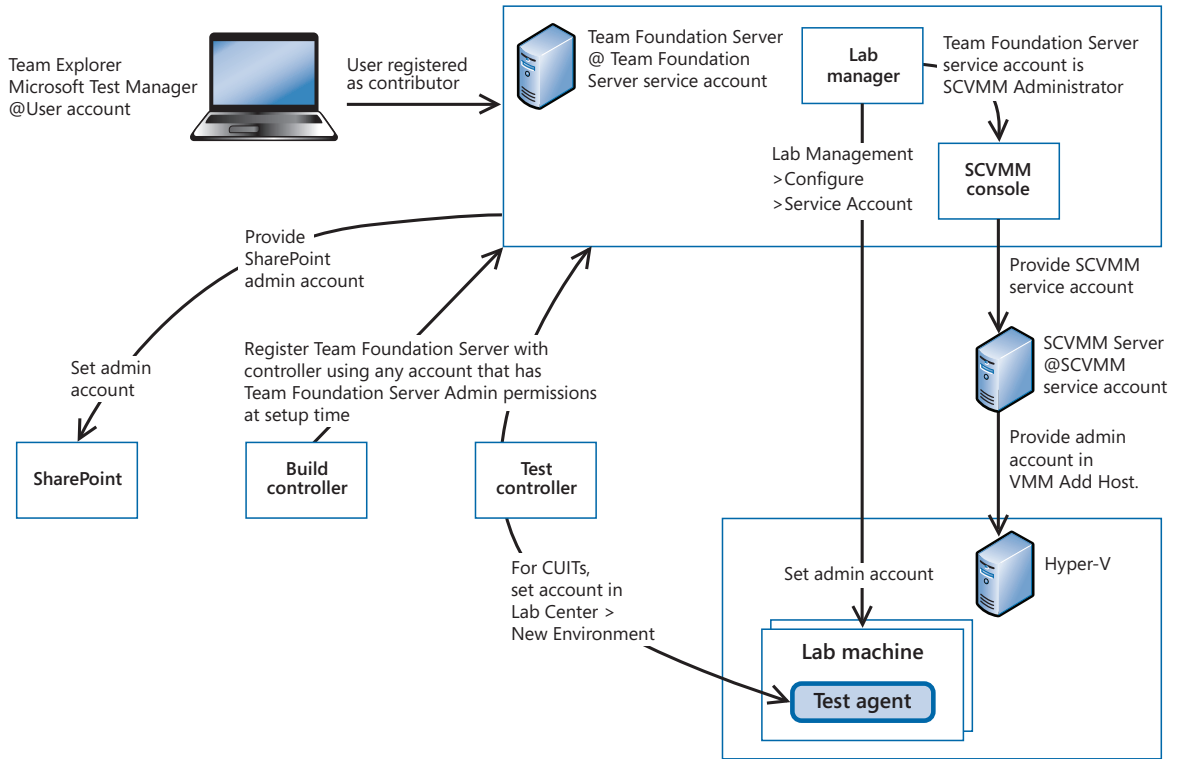 Team Explorer
Microsoft Test Manager
@User account
User registered
as contributor
Team Foundation Server
@ Team Foundation
Server service account
Lab
manager
Team Foundation Server
service account is
SCVMM Administrator
Lab Management
>Configure
>Service Account
SCVMM
console
Provide
SharePoint
admin account
Provide SCVMM
service account
Set admin
account
Register Team Foundation Server with
controller using any account that has
Team Foundation Server Admin permissions
at setup time
SCVMM Server
@SCVMM
service account
SharePoint
Build
controller
Test
controller
Provide admin
account in
VMM Add Host.
For CUITs,
set account in
Lab Center >
New Environment
Set admin account
Hyper-V
Lab machine
Test agent